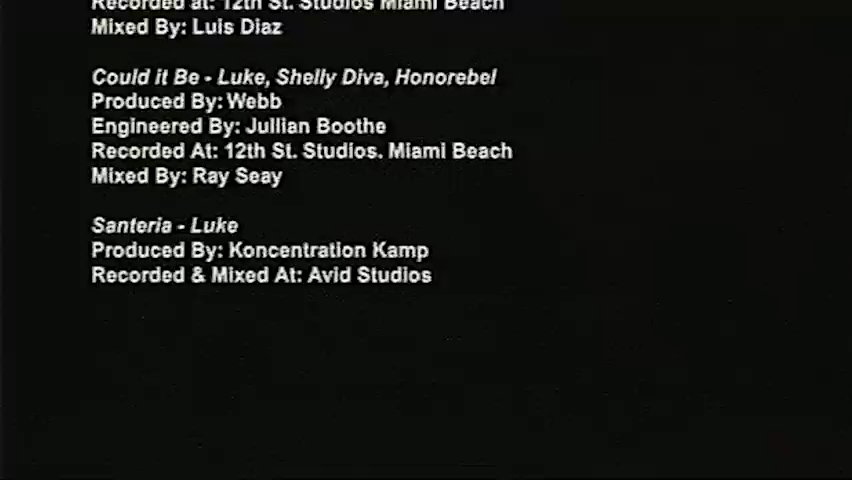 Recorded at: 12th St. Studios Miami Beach
Mixed By: Luis Diaz
Could it Be - Luke, Shelly Diva, Honorebel
Produced By: Webb
Engineered By: Jullian Boothe
Recorded At: 12th St. Studios. Miami Beach
Mixed By: Ray Seay
Santeria - Luke
Produced By: Koncentration Kamp
Recorded & Mixed At: Avid Studios